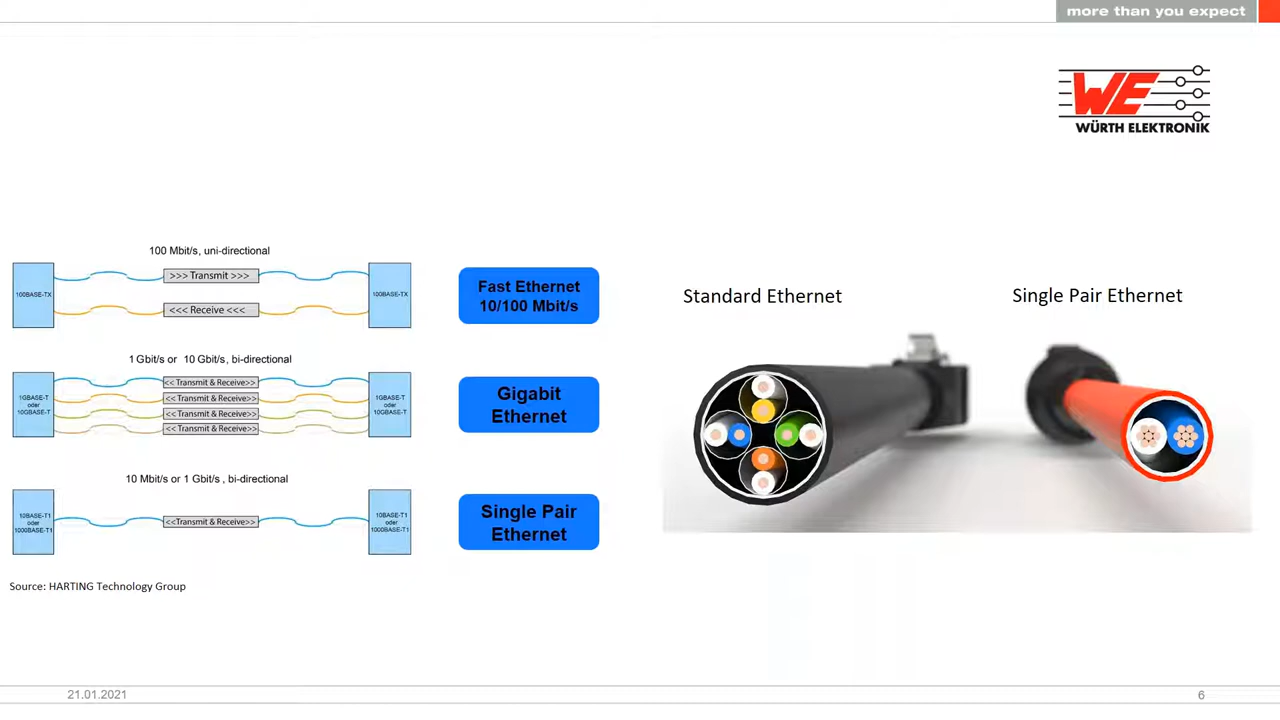 more than you expect
WE
WÜRTH ELEKTRONIK
100 Mbit/s, uni-directional
100BASE-TX
>>> Transmit >>>
<<< Receive <<<
100BASE-TX
Fast Ethernet
10/100 Mbit/s
1 Gbit/s or 10 Gbit/s, bi-directional
1GBASE-T
oder
10GBASE-T
<< Transmit & Receive>>
<< Transmit & Receive>>
<< Transmit & Receive>>
<< Transmit & Receive>>
1GBASE-T
oder
10GBASE-T
Gigabit
Ethernet
10 Mbit/s or 1 Gbit/s , bi-directional
10BASE-T1
oder
1000BASE-T1
<<Transmit & Receive>>
10BASE-T1
oder
1000BASE-T1
Single Pair
Ethernet
Source: HARTING Technology Group
Standard Ethernet
Single Pair Ethernet
21.01.2021
6